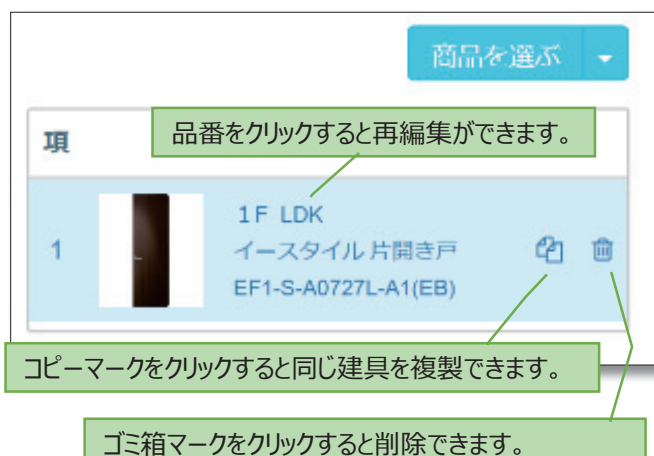 商品を選ぶ
項
品番をクリックすると再編集ができます。
1
1F LDK
イースタイル 片開き戸
EF1-S-A0727L-A1(EB)
コピーマークをクリックすると同じ建具を複製できます。
ゴミ箱マークをクリックすると削除できます。